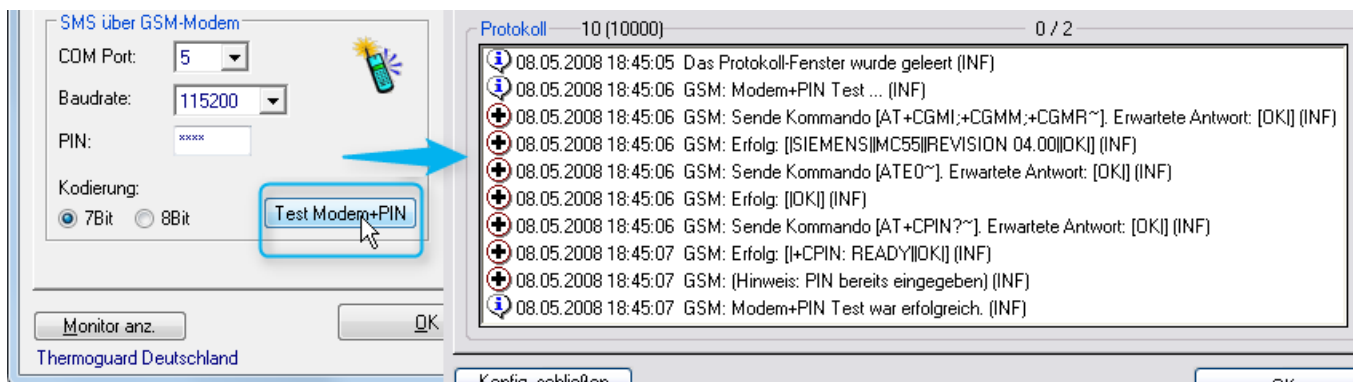 SMS über GSM-Modem
COM Port: 5
Baudrate: 115200
PIN: ××××
Kodierung:
7Bit 8Bit
Test Modem+PIN
Monitor anz.
OK
Thermoguard Deutschland
Protokoll 10 (10000) 0 / 2
08.05.2008 18:45:05 Das Protokoll-Fenster wurde geleert (INF)
08.05.2008 18:45:06 GSM: Modem+PIN Test ... (INF)
08.05.2008 18:45:06 GSM: Sende Kommando [AT+CGMI;+CGMM;+CGMR~]. Erwartete Antwort: [OK|] (INF)
08.05.2008 18:45:06 GSM: Erfolg: [|SIEMENS||MC55||REVISION 04.00||OK|] (INF)
08.05.2008 18:45:06 GSM: Sende Kommando [ATE0~]. Erwartete Antwort: [OK|] (INF)
08.05.2008 18:45:06 GSM: Erfolg: [|OK|] (INF)
08.05.2008 18:45:06 GSM: Sende Kommando [AT+CPIN?~]. Erwartete Antwort: [OK|] (INF)
08.05.2008 18:45:07 GSM: Erfolg: [|+CPIN: READY||OK|] (INF)
08.05.2008 18:45:07 GSM: (Hinweis: PIN bereits eingegeben) (INF)
08.05.2008 18:45:07 GSM: Modem+PIN Test war erfolgreich. (INF)
Konfig. schließen
OK